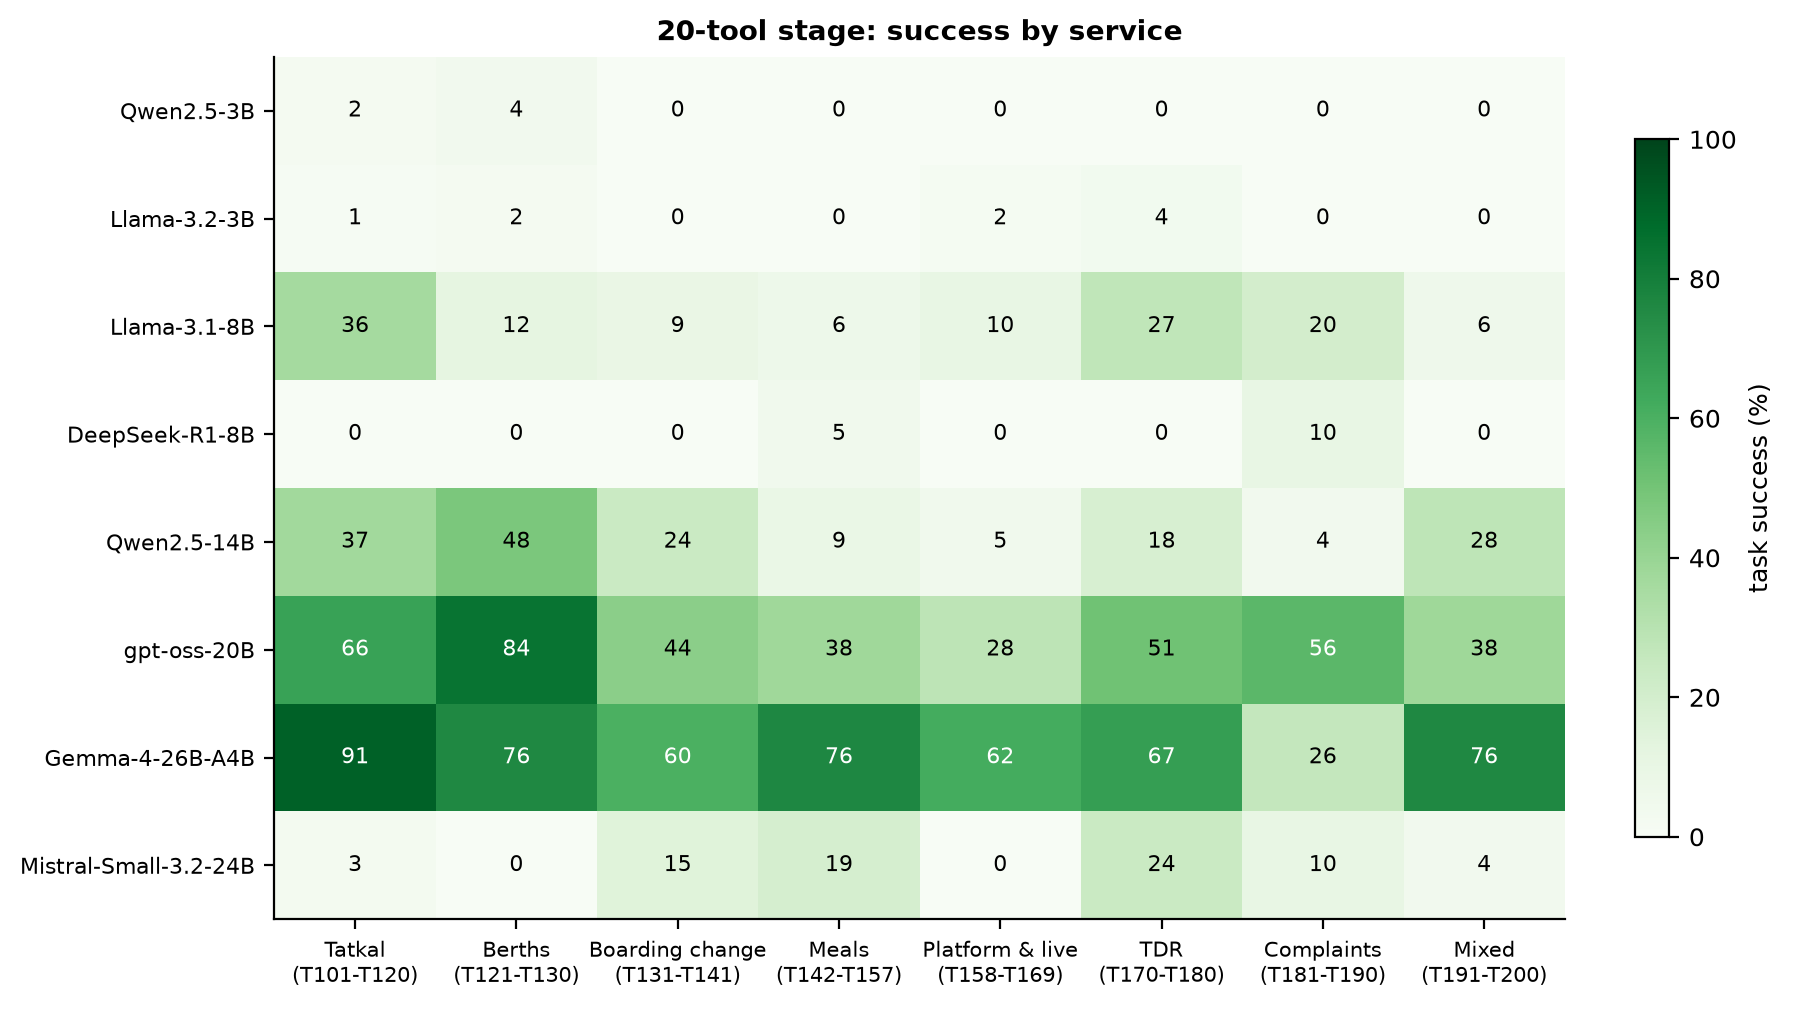 20-tool stage: success by service
Qwen2.5-3B 2 4 0 0 0 0 0 0
Llama-3.2-3B 1 2 0 0 2 4 0 0
Llama-3.1-8B 36 12 9 6 10 27 20 6
DeepSeek-R1-8B 0 0 0 5 0 0 10 0
Qwen2.5-14B 37 48 24 9 5 18 4 28
gpt-oss-20B 66 84 44 38 28 51 56 38
Gemma-4-26B-A4B 91 76 60 76 62 67 26 76
Mistral-Small-3.2-24B 3 0 15 19 0 24 10 4
Tatkal Berths Boarding change Meals Platform & live TDR Complaints Mixed
(T101-T120) (T121-T130) (T131-T141) (T142-T157) (T158-T169) (T170-T180) (T181-T190) (T191-T200)
100
80
60
40
20
0
task success (%)